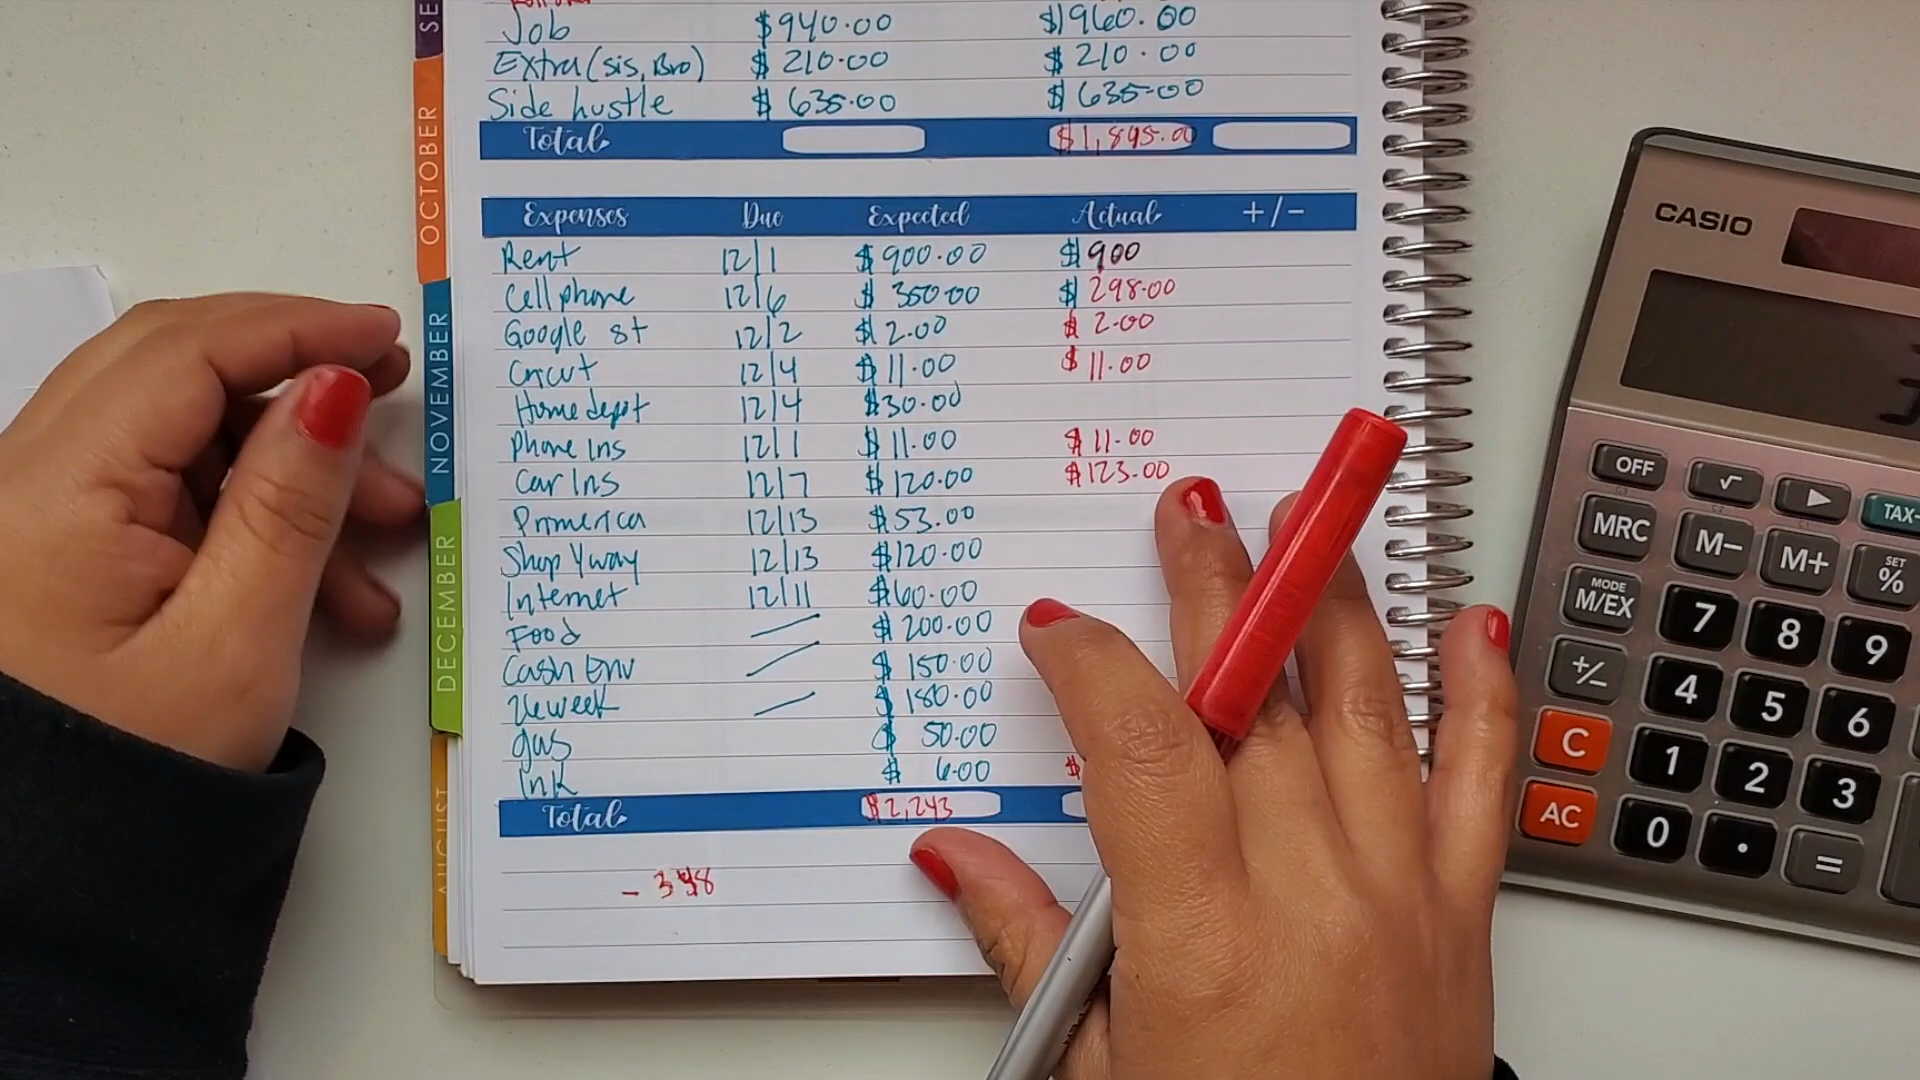 Job $940.00 $960.00
Extra (sis, Bro) $210.00 $210.00
Side hustle $635.00 $635.00
Total $1,895.00
Expenses Due Expected Actual +/-
Rent 12/1 $900.00 $900
Cell phone 12/6 $350.00 $298.00
Google st 12/2 $2.00 $2.00
Cricut 12/4 $11.00 $11.00
Home depot 12/4 $30.00
Phone Ins 12/1 $11.00 $11.00
Car Ins 12/7 $120.00 $123.00
Primerica 12/13 $53.00
Shop Yway 12/13 $120.00
Internet 12/11 $60.00
Food $200.00
Cash Env $150.00
week $180.00
gas $50.00
Ink $6.00 $
Total $2,243
- 348
SE
OCTOBER
NOVEMBER
DECEMBER
AUGUST
CASIO
OFF √ ▶ TAX-
MRC M- M+ SET %
MODE M/EX 7 8 9
+/- 4 5 6
C 1 2 3
AC 0 . =